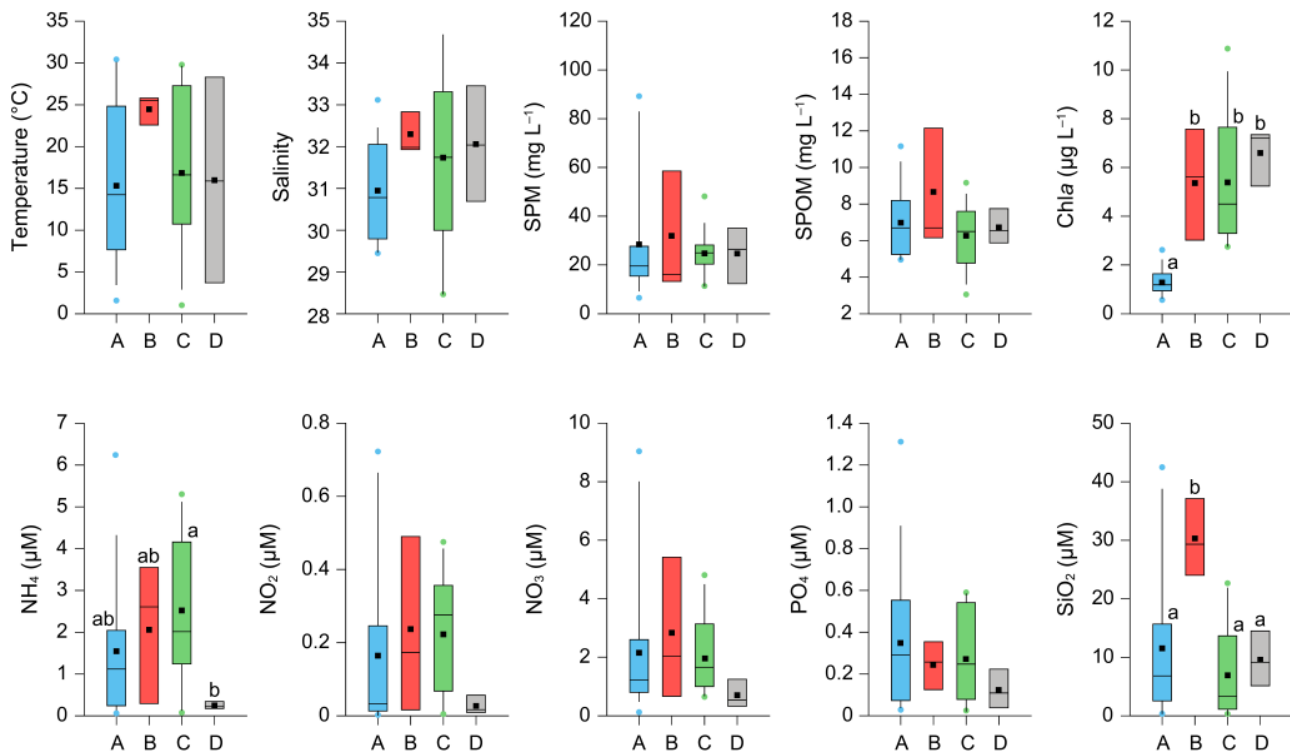 Temperature (°C)
35
30
25
20
15
10
5
0
A B C D
Salinity
35
34
33
32
31
30
29
28
A B C D
SPM (mg L⁻¹)
120
100
80
60
40
20
0
A B C D
SPOM (mg L⁻¹)
18
16
14
12
10
8
6
4
2
A B C D
Chla (µg L⁻¹)
12
10
8
6
4
2
0
a
b
b
b
A B C D
NH₄ (µM)
7
6
5
4
3
2
1
0
ab
ab
a
b
A B C D
NO₂ (µM)
0.8
0.6
0.4
0.2
0
A B C D
NO₃ (µM)
10
8
6
4
2
0
A B C D
PO₄ (µM)
1.4
1.2
1.0
0.8
0.6
0.4
0.2
0
A B C D
SiO₂ (µM)
50
40
30
20
10
0
a
b
a
a
A B C D